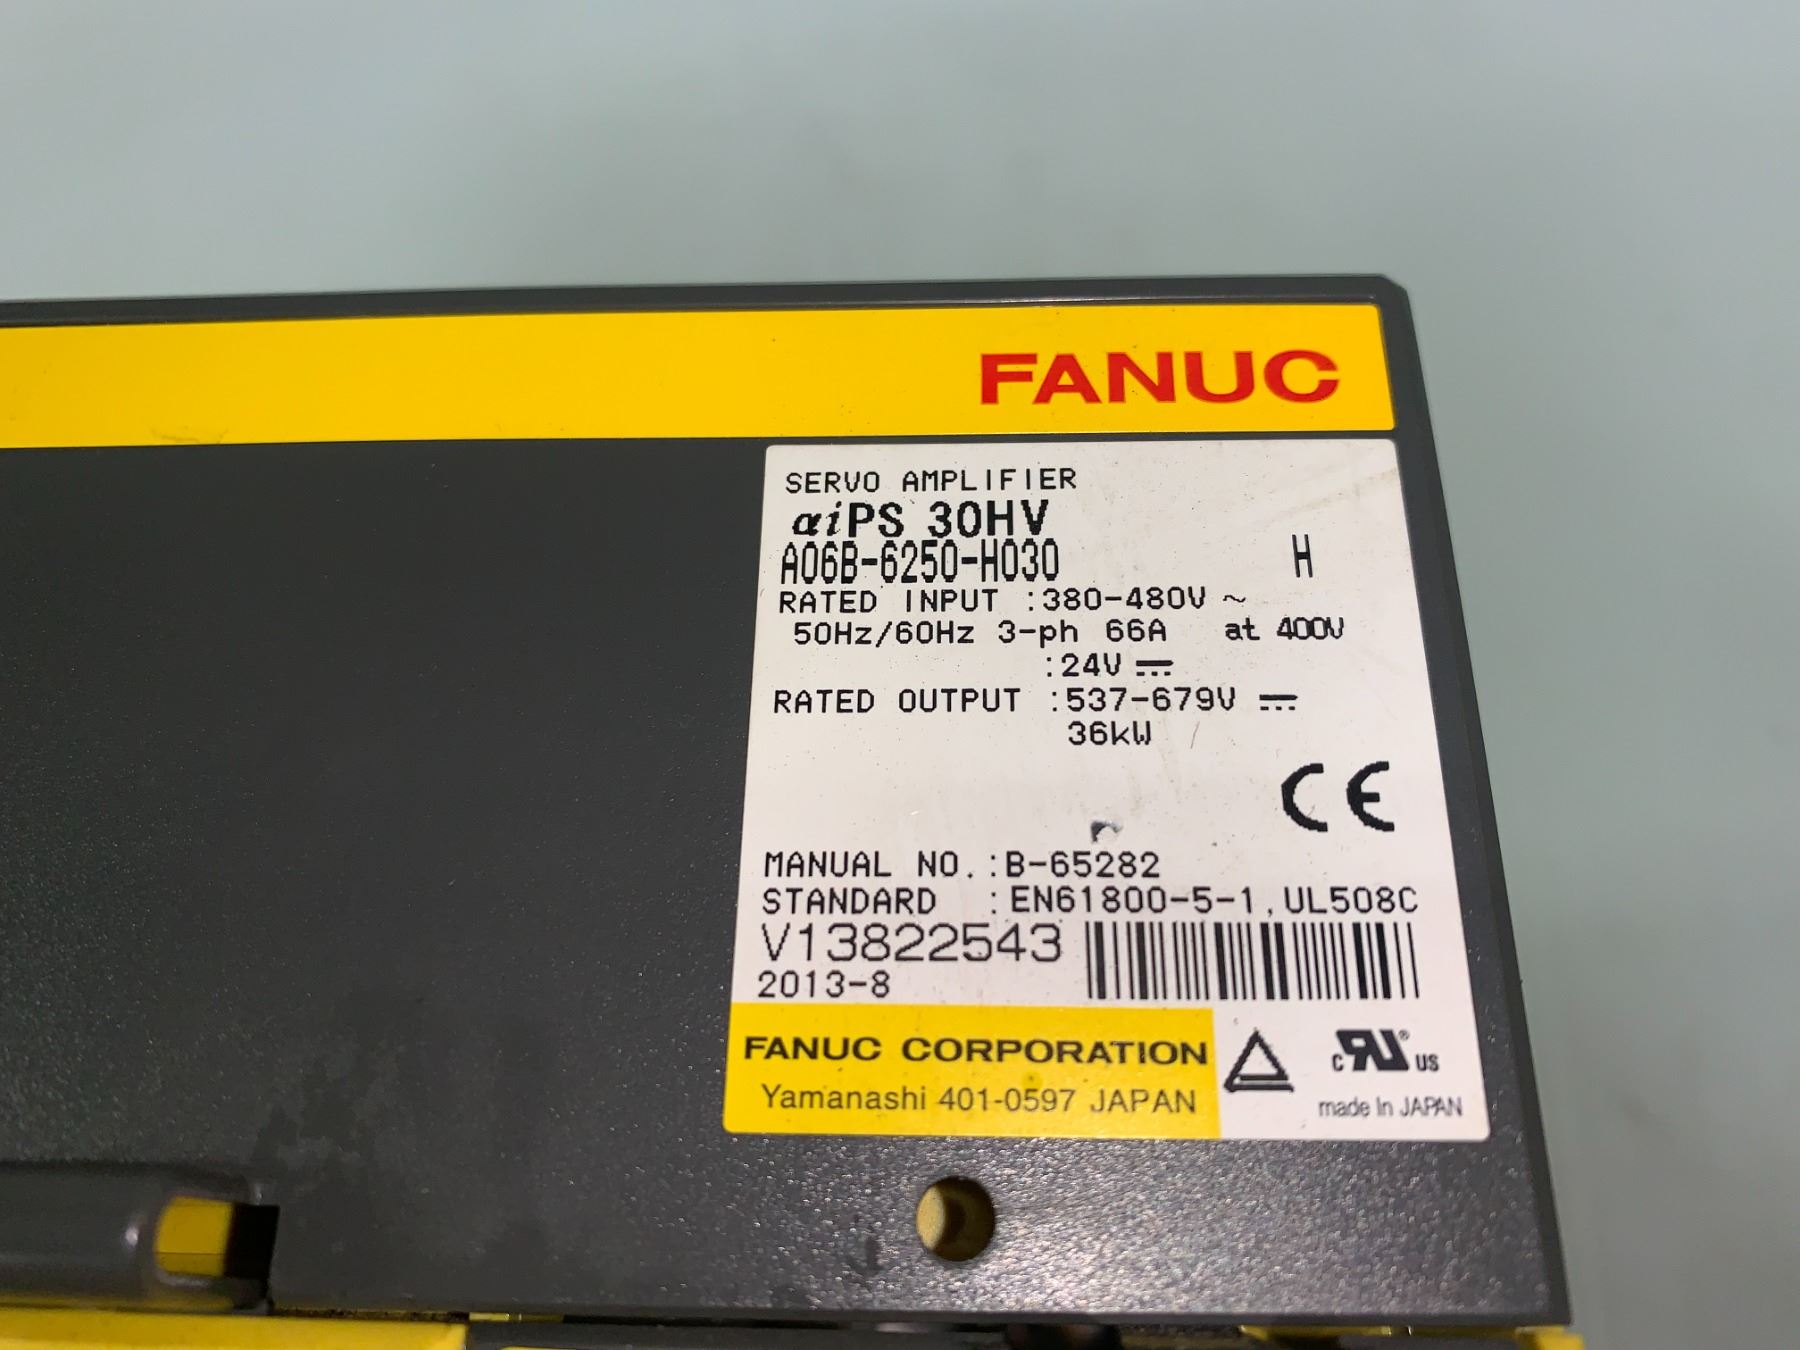 FANUC
SERVO AMPLIFIER
αiPS 30HV
A06B-6250-H030 H
RATED INPUT :380-480V ~
50Hz/60Hz 3-ph 66A at 400V
:24V ⎓
RATED OUTPUT :537-679V ⎓
36kW
CE
MANUAL NO.:B-65282
STANDARD :EN61800-5-1,UL508C
V13822543
2013-8
FANUC CORPORATION
Yamanashi 401-0597 JAPAN
c RU ® US
made in JAPAN